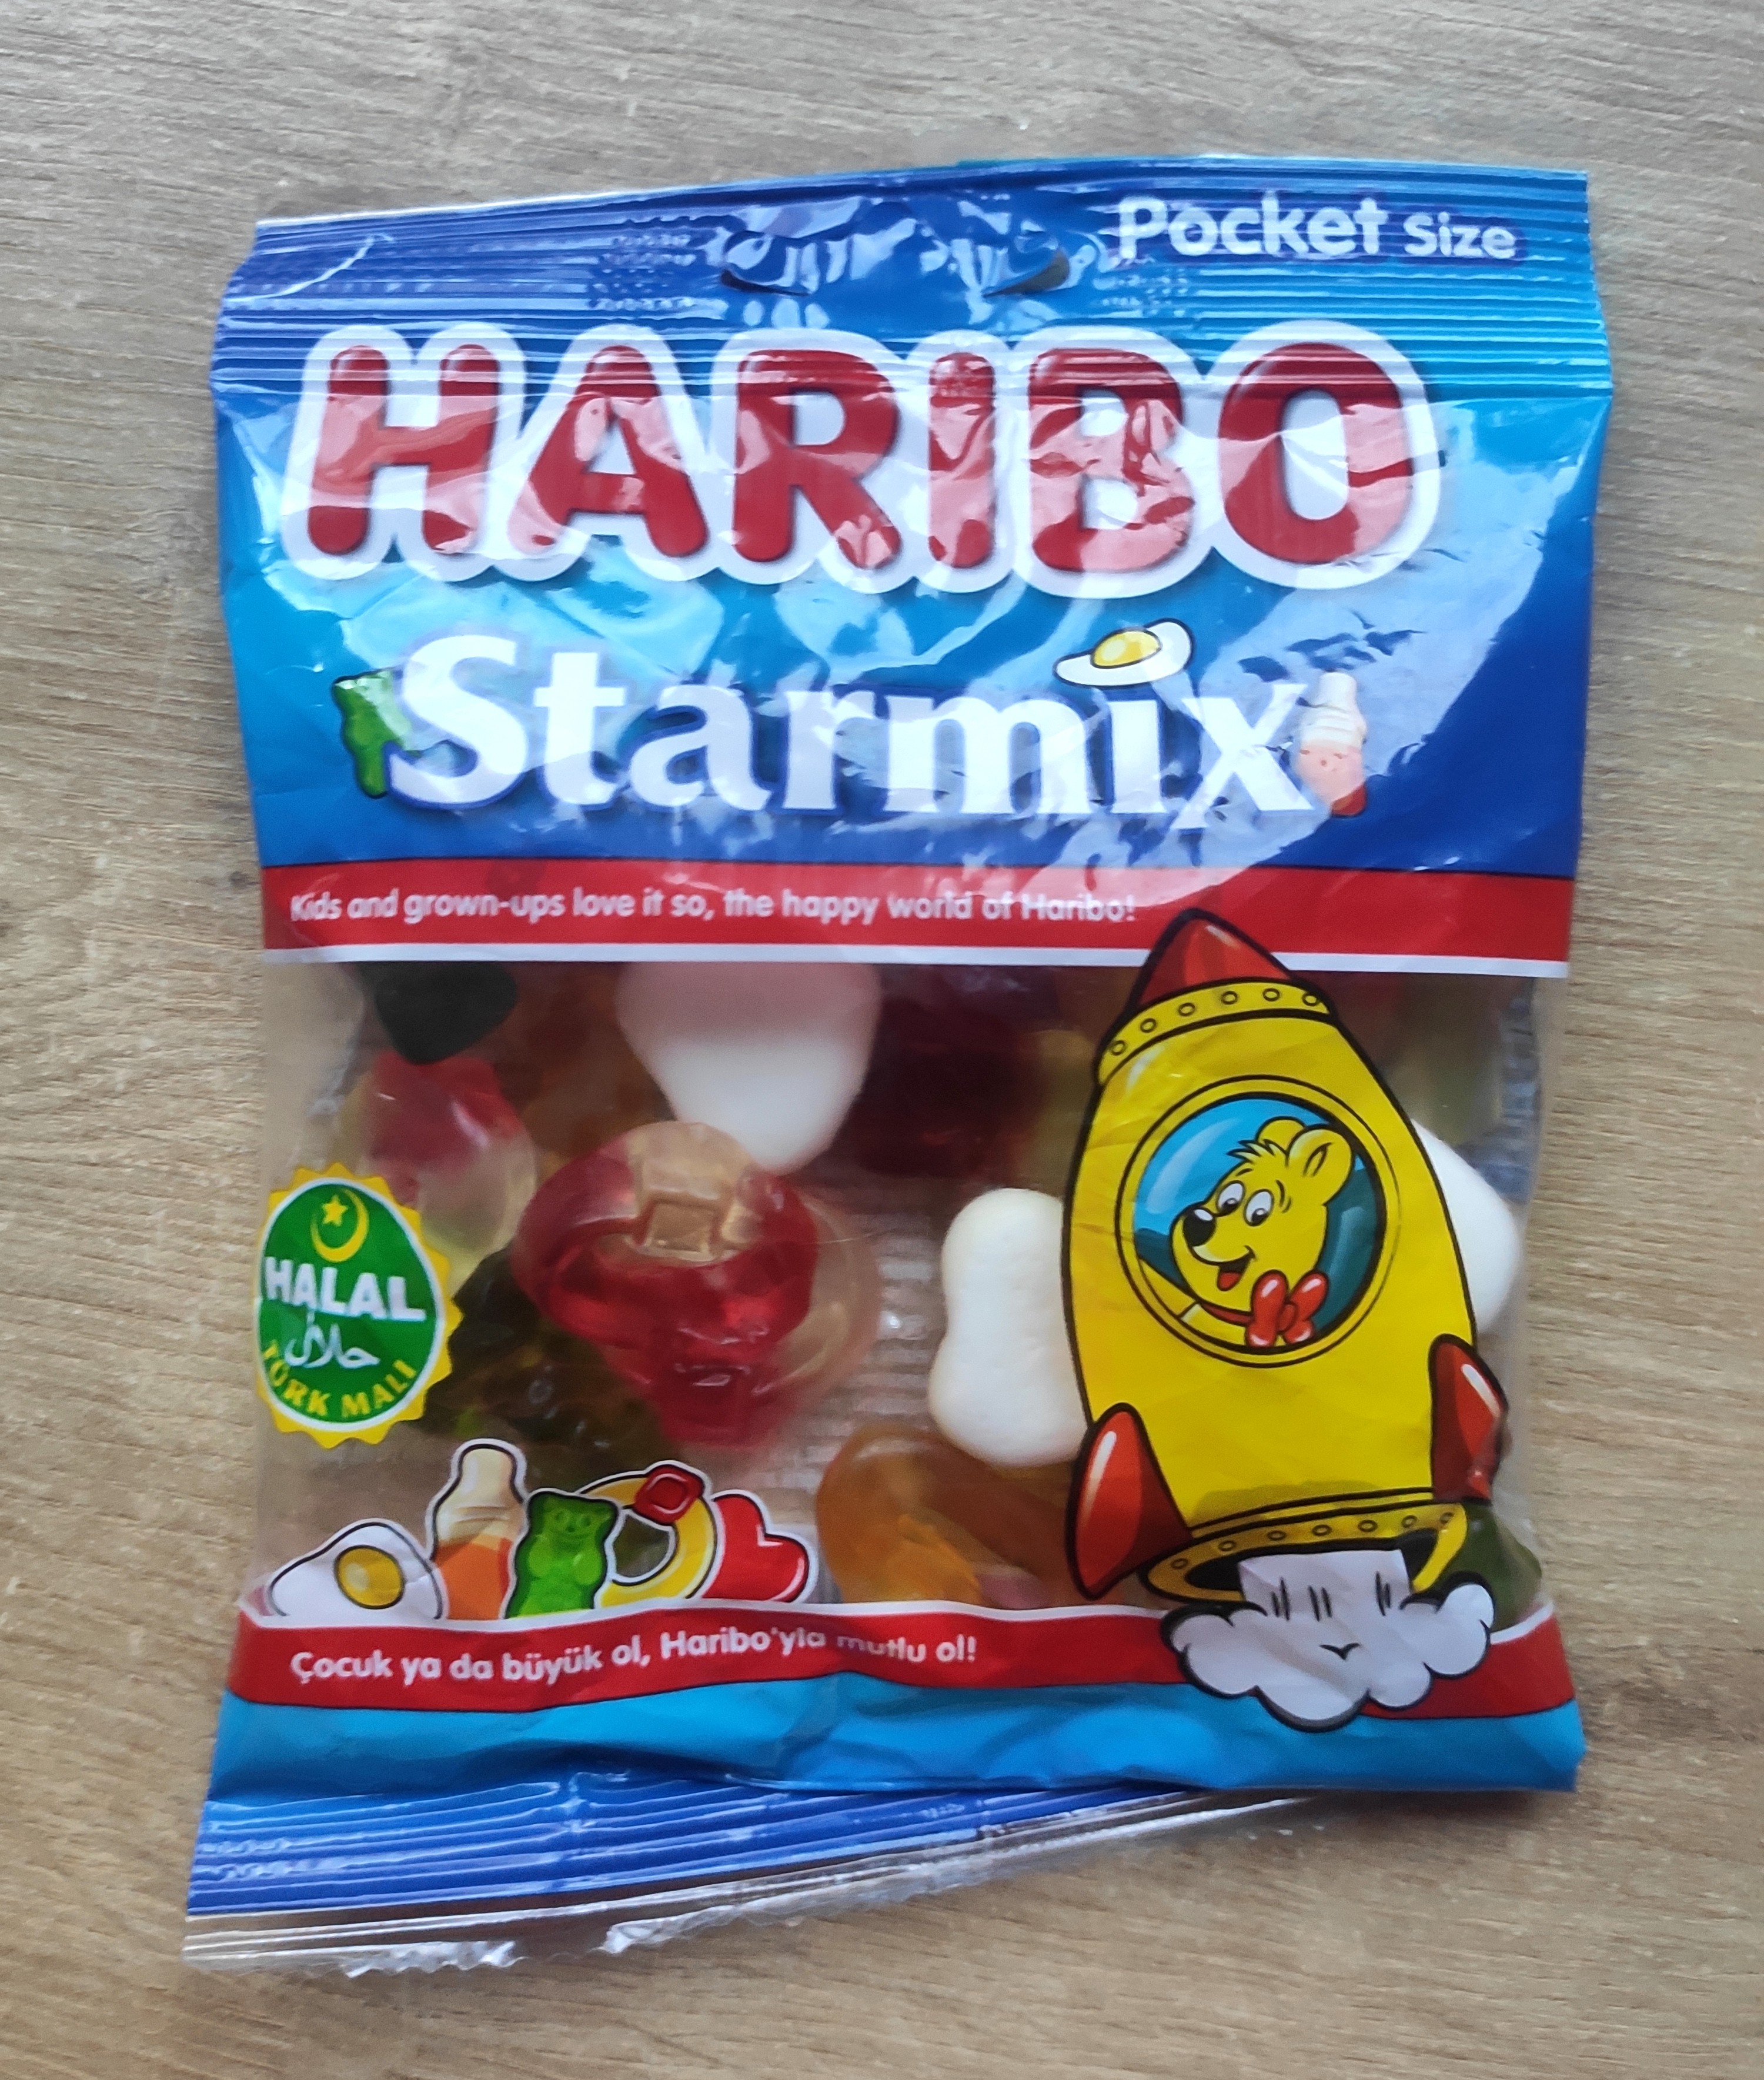 Pocket Size
HARIBO
Starmix
Kids and grown-ups love it so, the happy world of Haribo!
HALAL
حلال
TÜRK MALI
Çocuk ya da büyük ol, Haribo'yla mutlu ol!